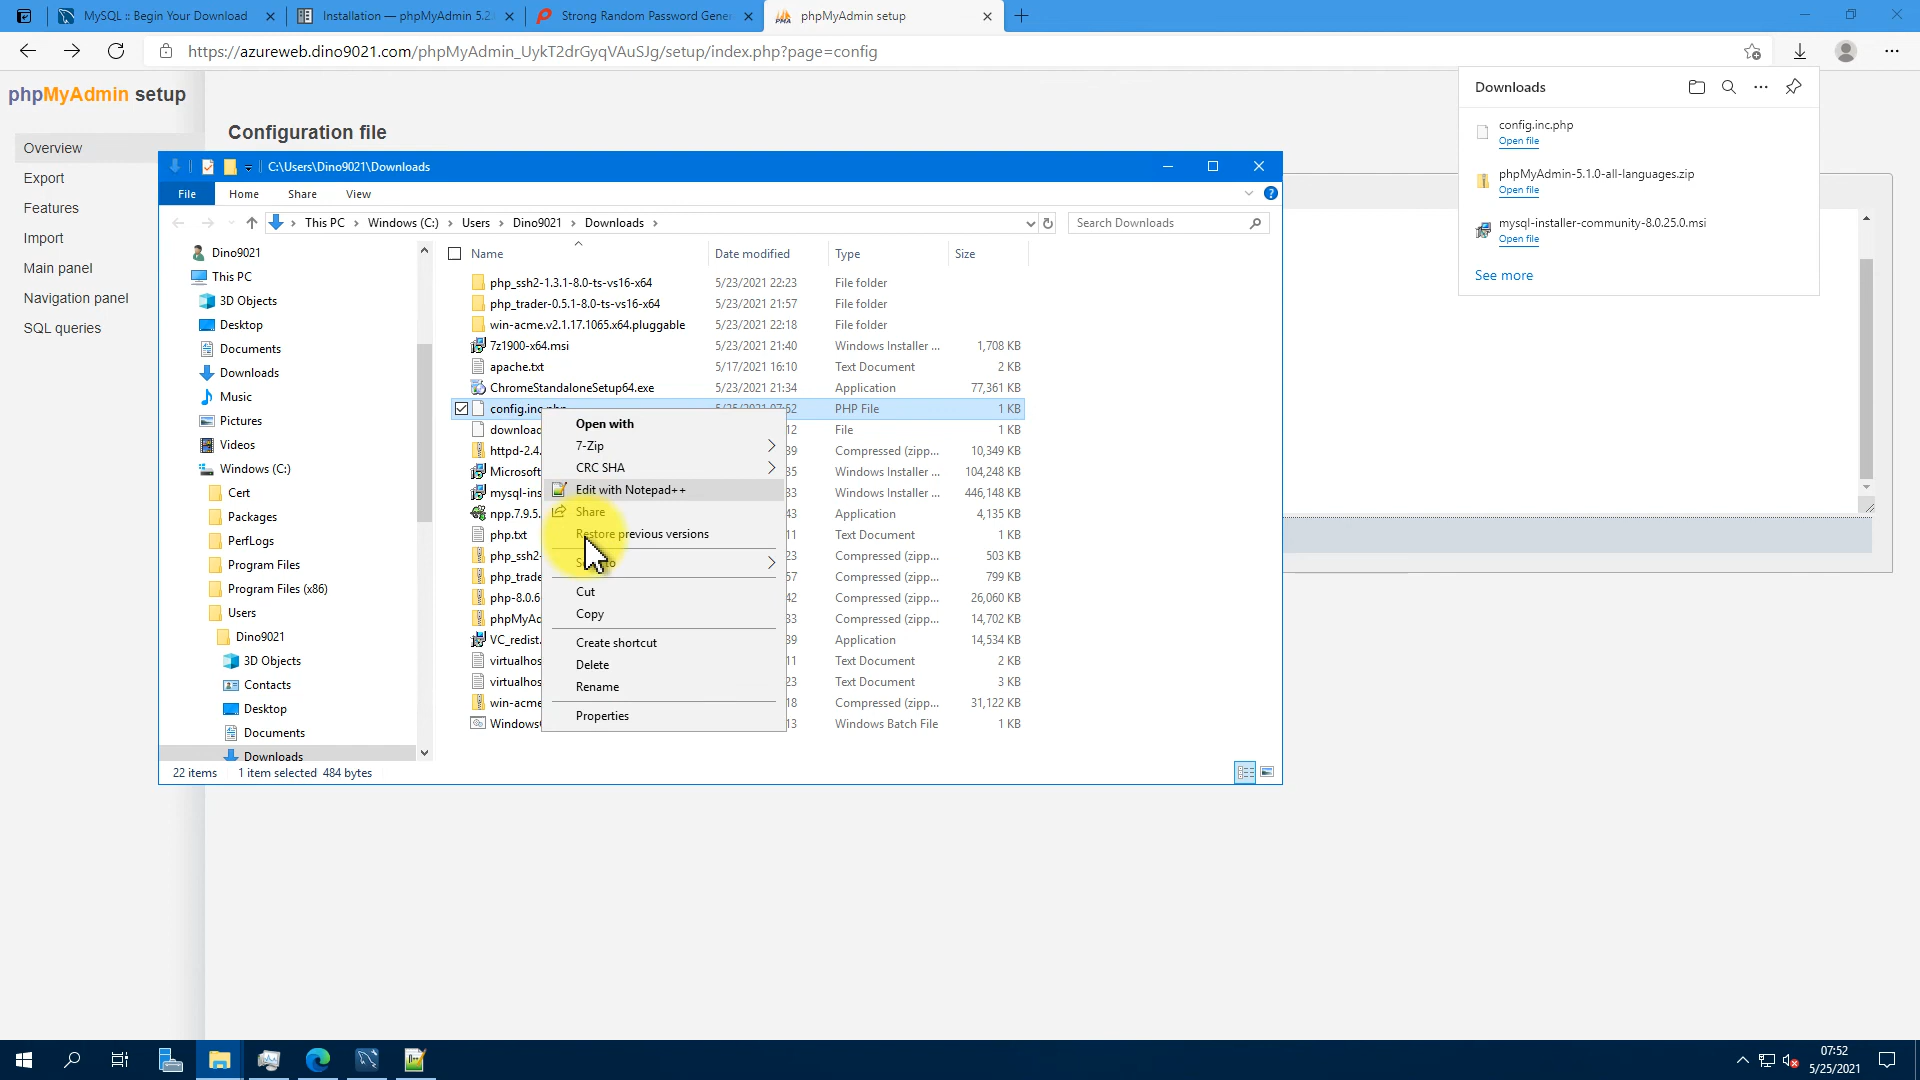 MySQL :: Begin Your Download
Installation — phpMyAdmin 5.2
Strong Random Password Gene
phpMyAdmin setup
https://azureweb.dino9021.com/phpMyAdmin_UykT2drGyqVAuSJg/setup/index.php?page=config
phpMyAdmin setup
Overview
Export
Features
Import
Main panel
Navigation panel
SQL queries
Configuration file
Downloads
config.inc.php
Open file
phpMyAdmin-5.1.0-all-languages.zip
Open file
mysql-installer-community-8.0.25.0.msi
Open file
See more
C:\Users\Dino9021\Downloads
File
Home
Share
View
This PC
Windows (C:)
Users
Dino9021
Downloads
Search Downloads
Dino9021
This PC
3D Objects
Desktop
Documents
Downloads
Music
Pictures
Videos
Windows (C:)
Cert
Packages
PerfLogs
Program Files
Program Files (x86)
Users
Dino9021
3D Objects
Contacts
Desktop
Documents
Downloads
Name Date modified Type Size
php_ssh2-1.3.1-8.0-ts-vs16-x64 5/23/2021 22:23 File folder
php_trader-0.5.1-8.0-ts-vs16-x64 5/23/2021 21:57 File folder
win-acme.v2.1.17.1065.x64.pluggable 5/23/2021 22:18 File folder
7z1900-x64.msi 5/23/2021 21:40 Windows Installer ... 1,708 KB
apache.txt 5/17/2021 16:10 Text Document 2 KB
ChromeStandaloneSetup64.exe 5/23/2021 21:34 Application 77,361 KB
config.inc.php 5/25/2021 07:52 PHP File 1 KB
download 12 File 1 KB
httpd-2.4. 39 Compressed (zipp... 10,349 KB
Microsoft 35 Windows Installer ... 104,248 KB
mysql-ins 33 Windows Installer ... 446,148 KB
npp.7.9.5. 43 Application 4,135 KB
php.txt 11 Text Document 1 KB
php_ssh2- 23 Compressed (zipp... 503 KB
php_trade 57 Compressed (zipp... 799 KB
php-8.0.6 42 Compressed (zipp... 26,060 KB
phpMyAd 33 Compressed (zipp... 14,702 KB
VC_redist. 39 Application 14,534 KB
virtualhos 11 Text Document 2 KB
virtualhos 23 Text Document 3 KB
win-acme 18 Compressed (zipp... 31,122 KB
Windows 13 Windows Batch File 1 KB
Open with
7-Zip
CRC SHA
Edit with Notepad++
Share
Restore previous versions
Cut
Copy
Create shortcut
Delete
Rename
Properties
22 items 1 item selected 484 bytes
07:52
5/25/2021